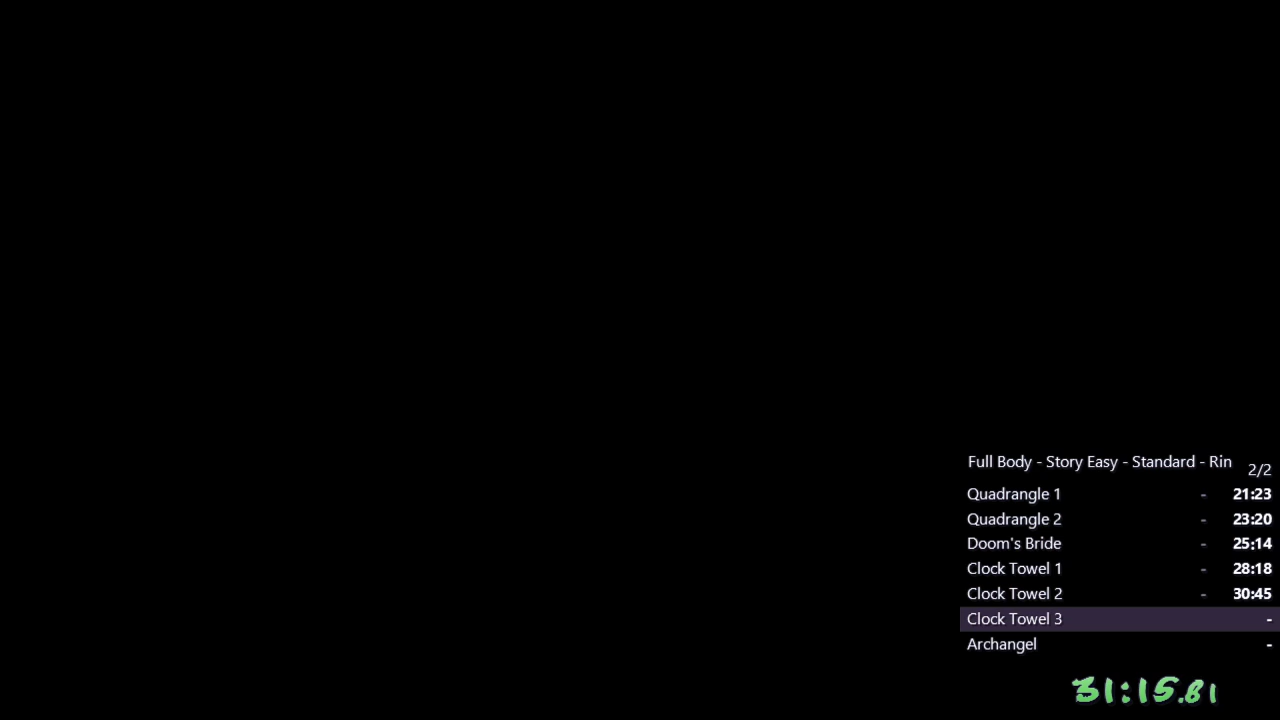 Full Body - Story Easy - Standard - Rin
2/2
Quadrangle 1 - 21:23
Quadrangle 2 - 23:20
Doom's Bride - 25:14
Clock Towel 1 - 28:18
Clock Towel 2 - 30:45
Clock Towel 3 -
Archangel -
31:15.81